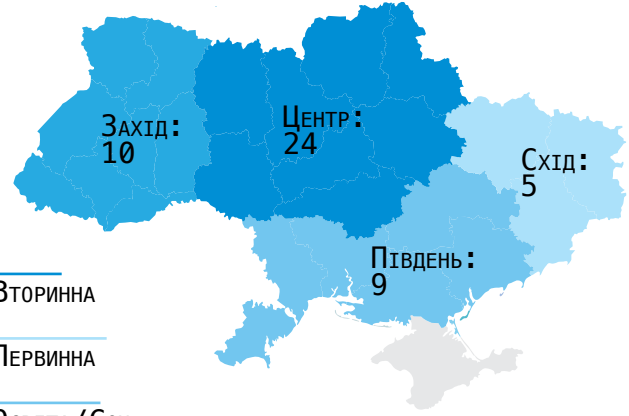 Захід:
10
Центр:
24
Схід:
5
Південь:
9
Вторинна
Первинна